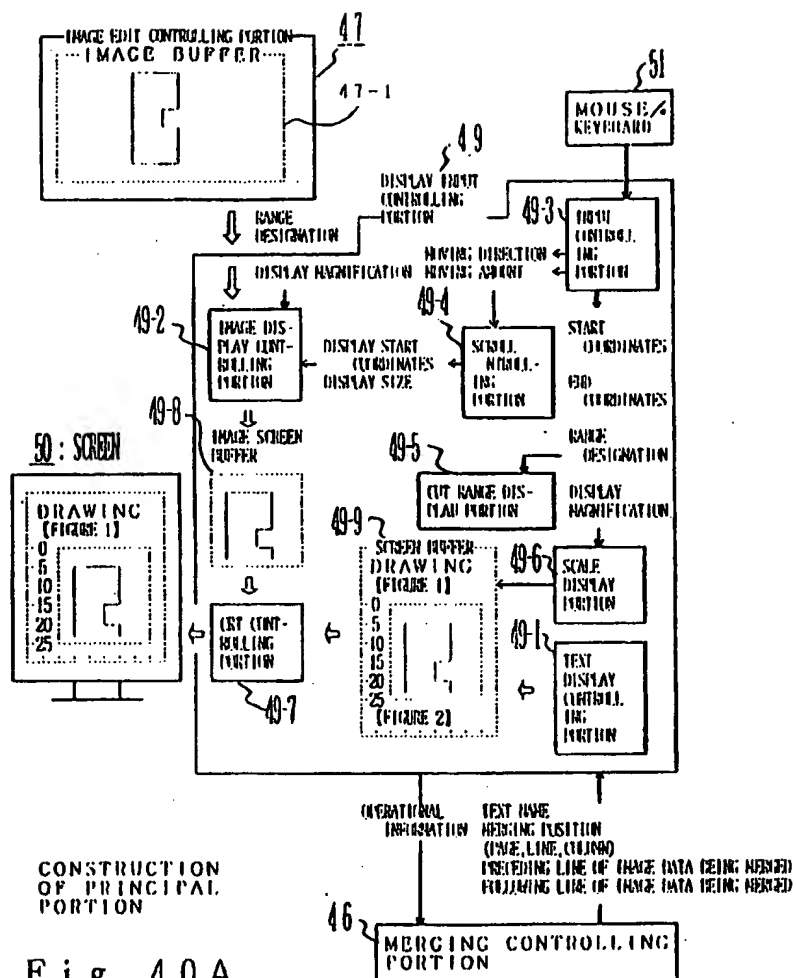 IMAGE EDIT CONTROLLING PORTION
IMAGE BUFFER
47
47-1
51
MOUSE/
KEYBOARD
49
DISPLAY INPUT
CONTROLLING
PORTION
RANGE
DESIGNATION
49-3
INPUT
CONTROLL
ING
PORTION
MOVING DIRECTION
MOVING AMOUNT
DISPLAY MAGNIFICATION
49-2
IMAGE DIS-
PLAY CONT-
ROLLING
PORTION
49-4
SCROLL
NTROLL-
ING
PORTION
DISPLAY START
COORDINATES
DISPLAY SIZE
START
COORDINATES
END
COORDINATES
49-8
IMAGE SCREEN
BUFFER
50 : SCREEN
DRAWING
[FIGURE 1]
0
5
10
15
20
25
RANGE
DESIGNATION
49-5
CUT RANGE DIS-
PLAY PORTION
DISPLAY
MAGNIFICATION
49-9
SCREEN BUFFER
DRAWING
[FIGURE 1]
0
5
10
15
20
25
[FIGURE 2]
49-6
SCALE
DISPLAY
PORTION
49-1
TEXT
DISPLAY
CONTROLL
ING
PORTION
CRT CONT-
ROLLING
PORTION
49-7
OPERATIONAL
INFORMATION
TEXT NAME
MERGING POSITION
(PAGE,LINE,COLUMN)
PRECEDING LINE OF IMAGE DATA BEING MERGED
FOLLOWING LINE OF IMAGE DATA BEING MERGED
CONSTRUCTION
OF PRINCIPAL
PORTION
46
MERGING CONTROLLING
PORTION
Fig. 40A